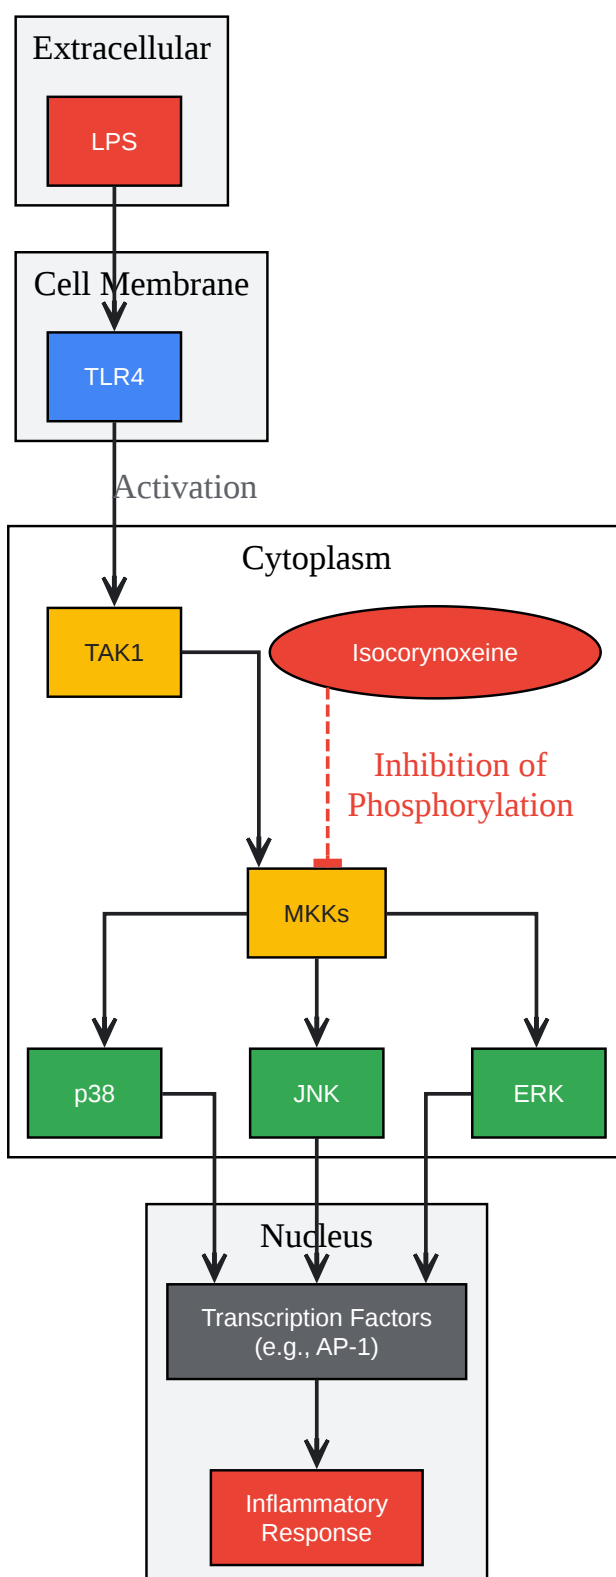 Extracellular
LPS
Cell Membrane
TLR4
Activation
Cytoplasm
TAK1
Isocorynoxeine
Inhibition of
Phosphorylation
MKKs
p38
JNK
ERK
Nucleus
Transcription Factors
(e.g., AP-1)
Inflammatory
Response